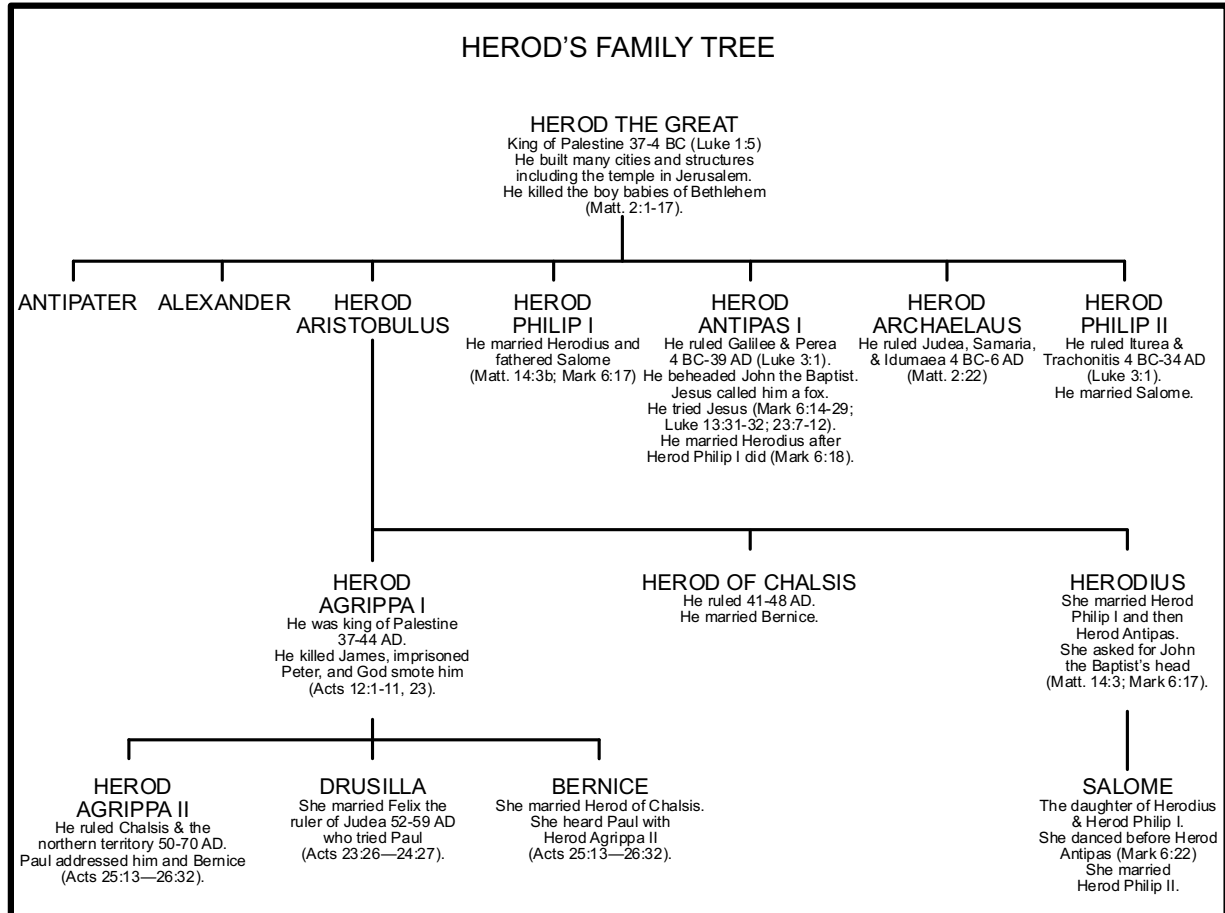 HEROD'S FAMILY TREE
HEROD THE GREAT
King of Palestine 37-4 BC (Luke 1:5)
He built many cities and structures
including the temple in Jerusalem.
He killed the boy babies of Bethlehem
(Matt. 2:1-17).
ANTIPATER
ALEXANDER
HEROD
ARISTOBULUS
HEROD
PHILIP I
He married Herodius and
fathered Salome
(Matt. 14:3b; Mark 6:17)
HEROD
ANTIPAS I
He ruled Galilee & Perea
4 BC-39 AD (Luke 3:1).
He beheaded John the Baptist.
Jesus called him a fox.
He tried Jesus (Mark 6:14-29;
Luke 13:31-32; 23:7-12).
He married Herodius after
Herod Philip I did (Mark 6:18).
HEROD
ARCHAELAUS
He ruled Judea, Samaria,
& Idumaea 4 BC-6 AD
(Matt. 2:22)
HEROD
PHILIP II
He ruled Iturea &
Trachonitis 4 BC-34 AD
(Luke 3:1).
He married Salome.
HEROD
AGRIPPA I
He was king of Palestine
37-44 AD.
He killed James, imprisoned
Peter, and God smote him
(Acts 12:1-11, 23).
HEROD OF CHALSIS
He ruled 41-48 AD.
He married Bernice.
HERODIUS
She married Herod
Philip I and then
Herod Antipas.
She asked for John
the Baptist's head
(Matt. 14:3; Mark 6:17).
HEROD
AGRIPPA II
He ruled Chalsis & the
northern territory 50-70 AD.
Paul addressed him and Bernice
(Acts 25:13—26:32).
DRUSILLA
She married Felix the
ruler of Judea 52-59 AD
who tried Paul
(Acts 23:26—24:27).
BERNICE
She married Herod of Chalsis.
She heard Paul with
Herod Agrippa II
(Acts 25:13—26:32).
SALOME
The daughter of Herodius
& Herod Philip I.
She danced before Herod
Antipas (Mark 6:22)
She married
Herod Philip II.